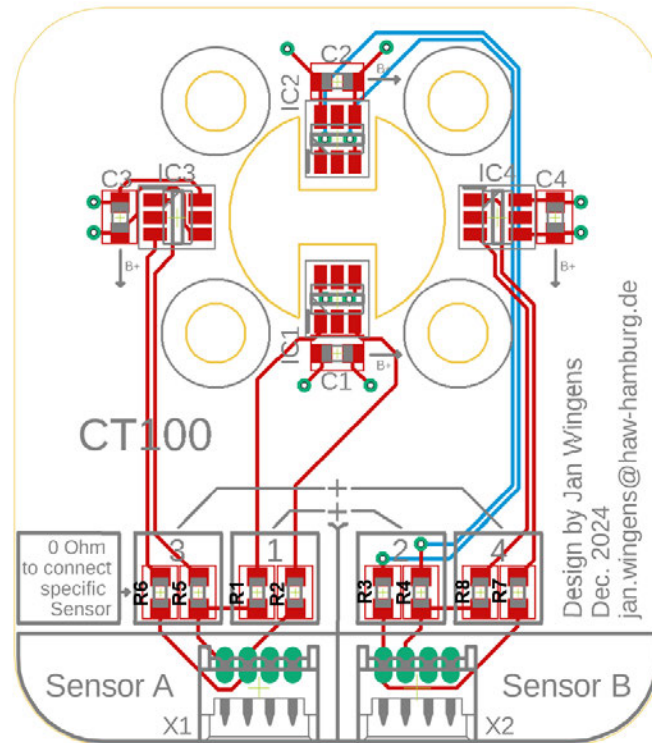 C2
IC2
B+
C3
IC3
IC4
C4
B+
B+
IC1
B+
C1
CT100
Design by Jan Wingens
Dec. 2024
jan.wingens@haw-hamburg.de
0 Ohm
to connect
specific
Sensor
3
1
2
4
R6
R5
R1
R2
R3
R4
R8
R7
Sensor A
Sensor B
X1
X2